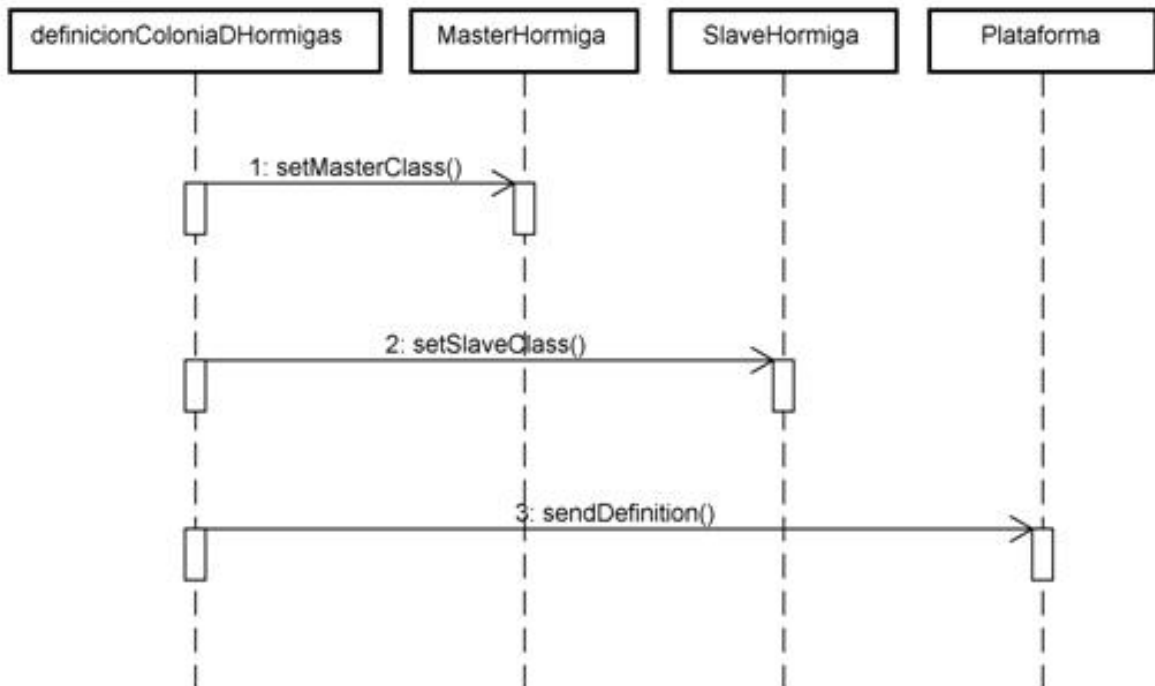 definicionColoniaDHormigas
MasterHormiga
SlaveHormiga
Plataforma
1: setMasterClass()
2: setSlaveClass()
3: sendDefinition()